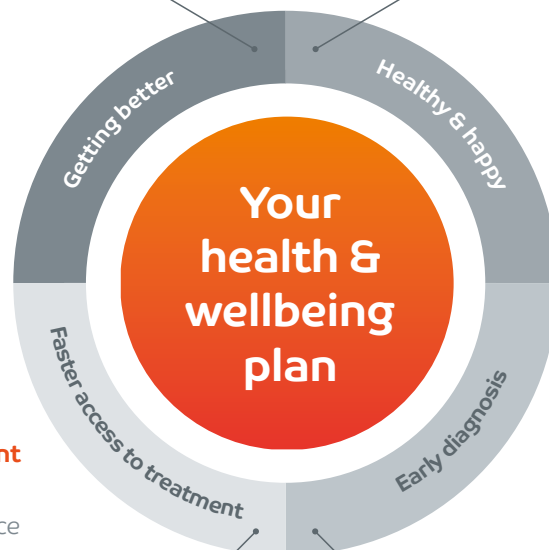 Getting better
Healthy & happy
Your
health &
wellbeing
plan
Faster access to treatment
Early diagnosis